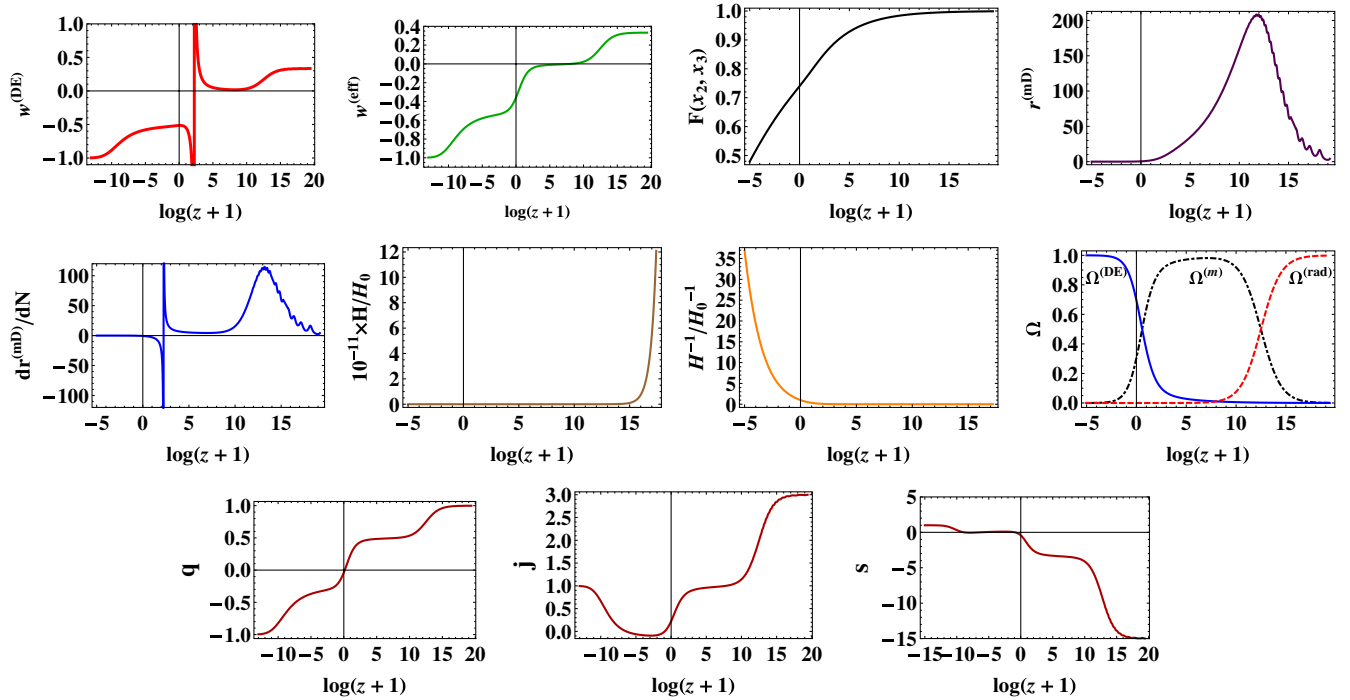 1.0
0.5
0.0
−0.5
−1.0
w^(DE)
−10 −5 0 5 10 15 20
log(z + 1)
0.4
0.2
0.0
−0.2
−0.4
−0.6
−0.8
−1.0
w^(eff)
−10 −5 0 5 10 15 20
log(z + 1)
1.0
0.9
0.8
0.7
0.6
0.5
F(x₂, x₃)
−5 0 5 10 15
log(z + 1)
200
150
100
50
0
r^(mD)
−5 0 5 10 15
log(z + 1)
100
50
0
−50
−100
dr^(mD)/dN
−5 0 5 10 15
log(z + 1)
12
10
8
6
4
2
0
10⁻¹¹×H/H₀
−5 0 5 10 15
log(z + 1)
35
30
25
20
15
10
5
0
H⁻¹/H₀⁻¹
−5 0 5 10 15
log(z + 1)
1.0
0.8
0.6
0.4
0.2
0.0
Ω
Ω^(DE) Ω^(m) Ω^(rad)
−5 0 5 10 15
log(z + 1)
1.0
0.5
0.0
−0.5
−1.0
q
−10 −5 0 5 10 15 20
log(z + 1)
3.0
2.5
2.0
1.5
1.0
0.5
0.0
j
−10 −5 0 5 10 15 20
log(z + 1)
5
0
−5
−10
−15
s
−15 −10 −5 0 5 10 15 20
log(z + 1)